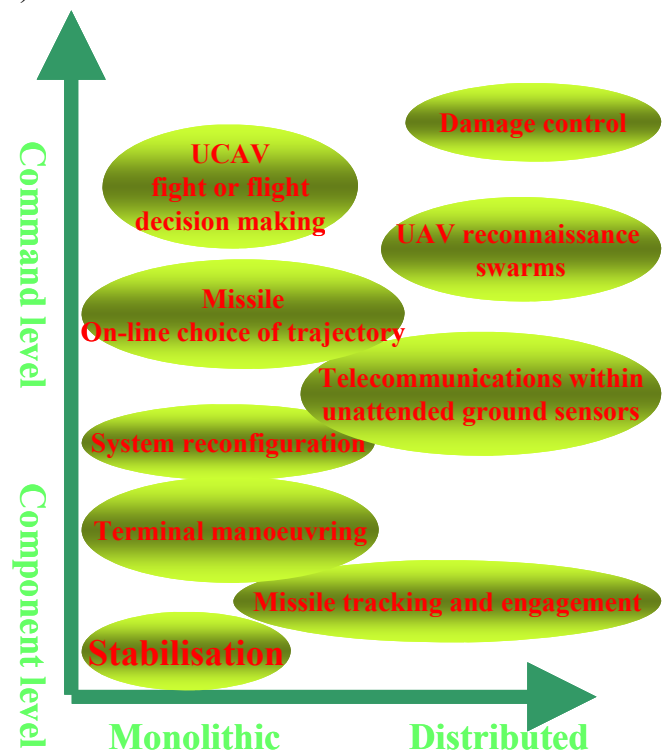 )
Damage control
UCAV
fight or flight
decision making
UAV reconnaissance
swarms
Missile
On-line choice of trajectory
Telecommunications within
unattended ground sensors
System reconfiguration
Terminal manoeuvring
Missile tracking and engagement
Stabilisation
Command level
Component level
Monolithic
Distributed